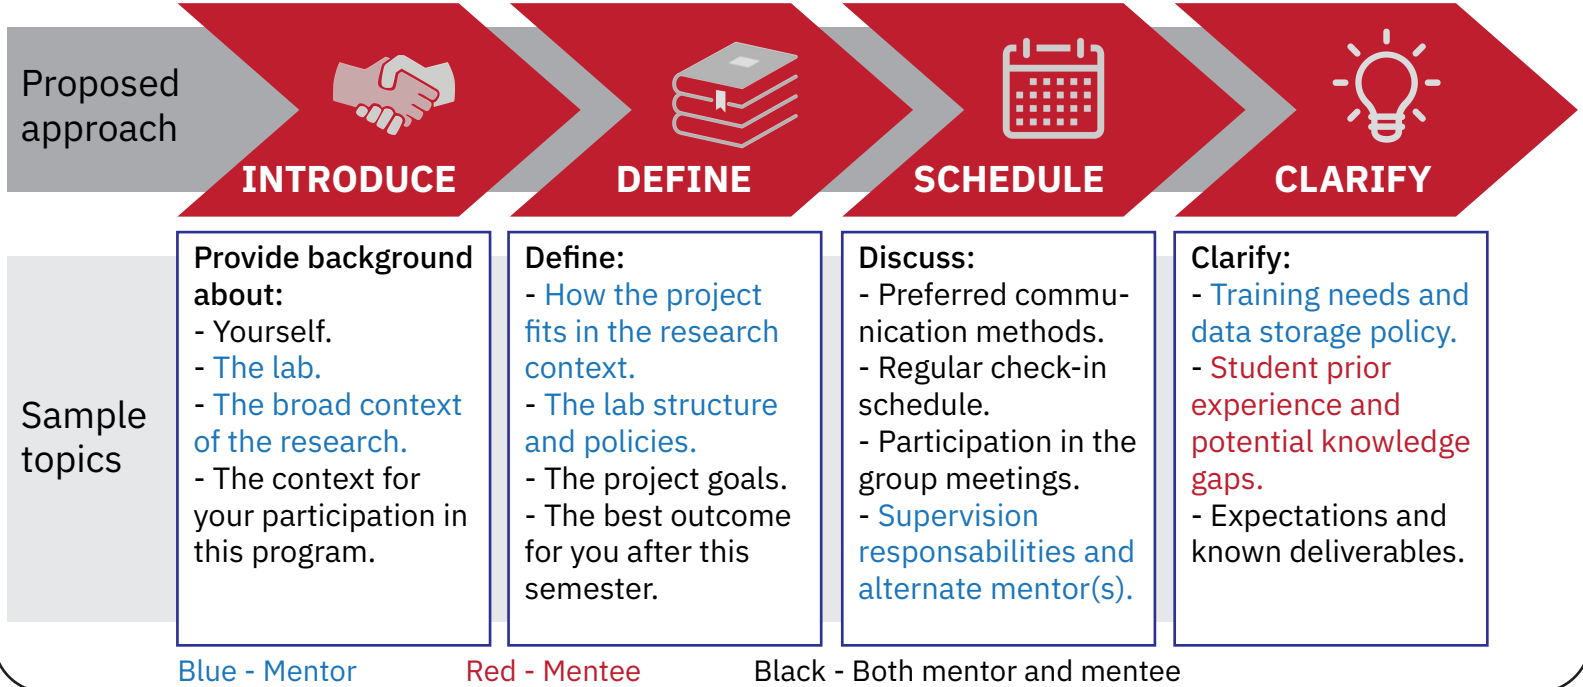 Proposed
approach
INTRODUCE
DEFINE
SCHEDULE
CLARIFY
Sample
topics
Provide background
about:
- Yourself.
- The lab.
- The broad context
of the research.
- The context for
your participation in
this program.
Define:
- How the project
fits in the research
context.
- The lab structure
and policies.
- The project goals.
- The best outcome
for you after this
semester.
Discuss:
- Preferred commu-
nication methods.
- Regular check-in
schedule.
- Participation in the
group meetings.
- Supervision
responsabilities and
alternate mentor(s).
Clarify:
- Training needs and
data storage policy.
- Student prior
experience and
potential knowledge
gaps.
- Expectations and
known deliverables.
Blue - Mentor
Red - Mentee
Black - Both mentor and mentee